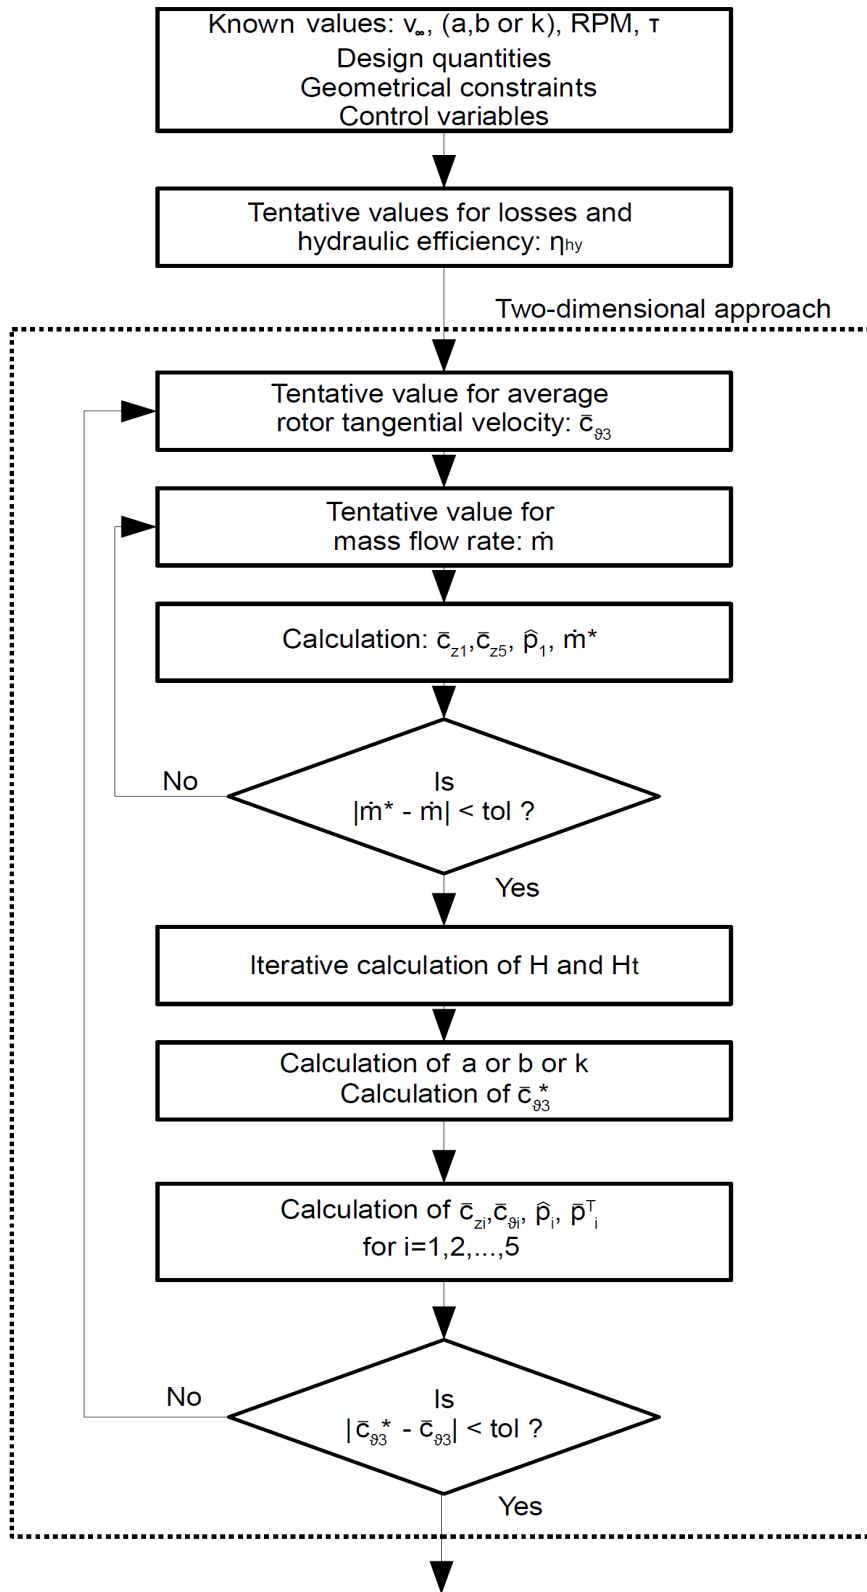 Known values: v∞, (a,b or k), RPM, τ
Design quantities
Geometrical constraints
Control variables
Tentative values for losses and
hydraulic efficiency: ηhy
Two-dimensional approach
Tentative value for average
rotor tangential velocity: c̄ϑ3
Tentative value for
mass flow rate: ṁ
Calculation: c̄z1,c̄z5, p̂1, ṁ*
No
Is
|ṁ* - ṁ| < tol ?
Yes
Iterative calculation of H and Ht
Calculation of a or b or k
Calculation of c̄ϑ3*
Calculation of c̄zi,c̄ϑi, p̂i, p̄Ti
for i=1,2,...,5
No
Is
|c̄ϑ3* - c̄ϑ3| < tol ?
Yes